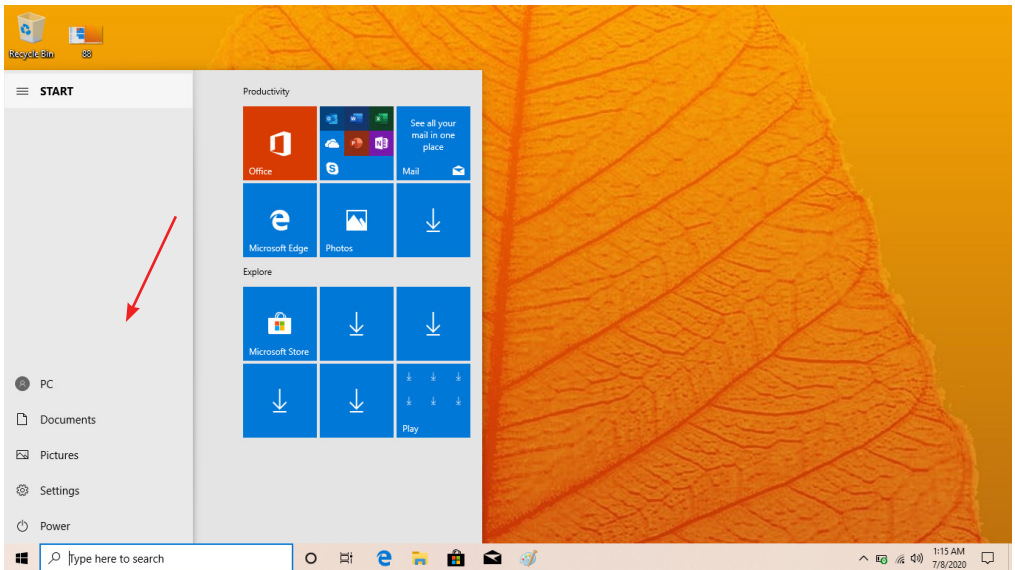 Recycle Bin
83
START
Productivity
Office
See all your
mail in one
place
Mail
Microsoft Edge
Photos
Explore
Microsoft Store
Play
PC
Documents
Pictures
Settings
Power
Type here to search
1:15 AM
7/8/2020